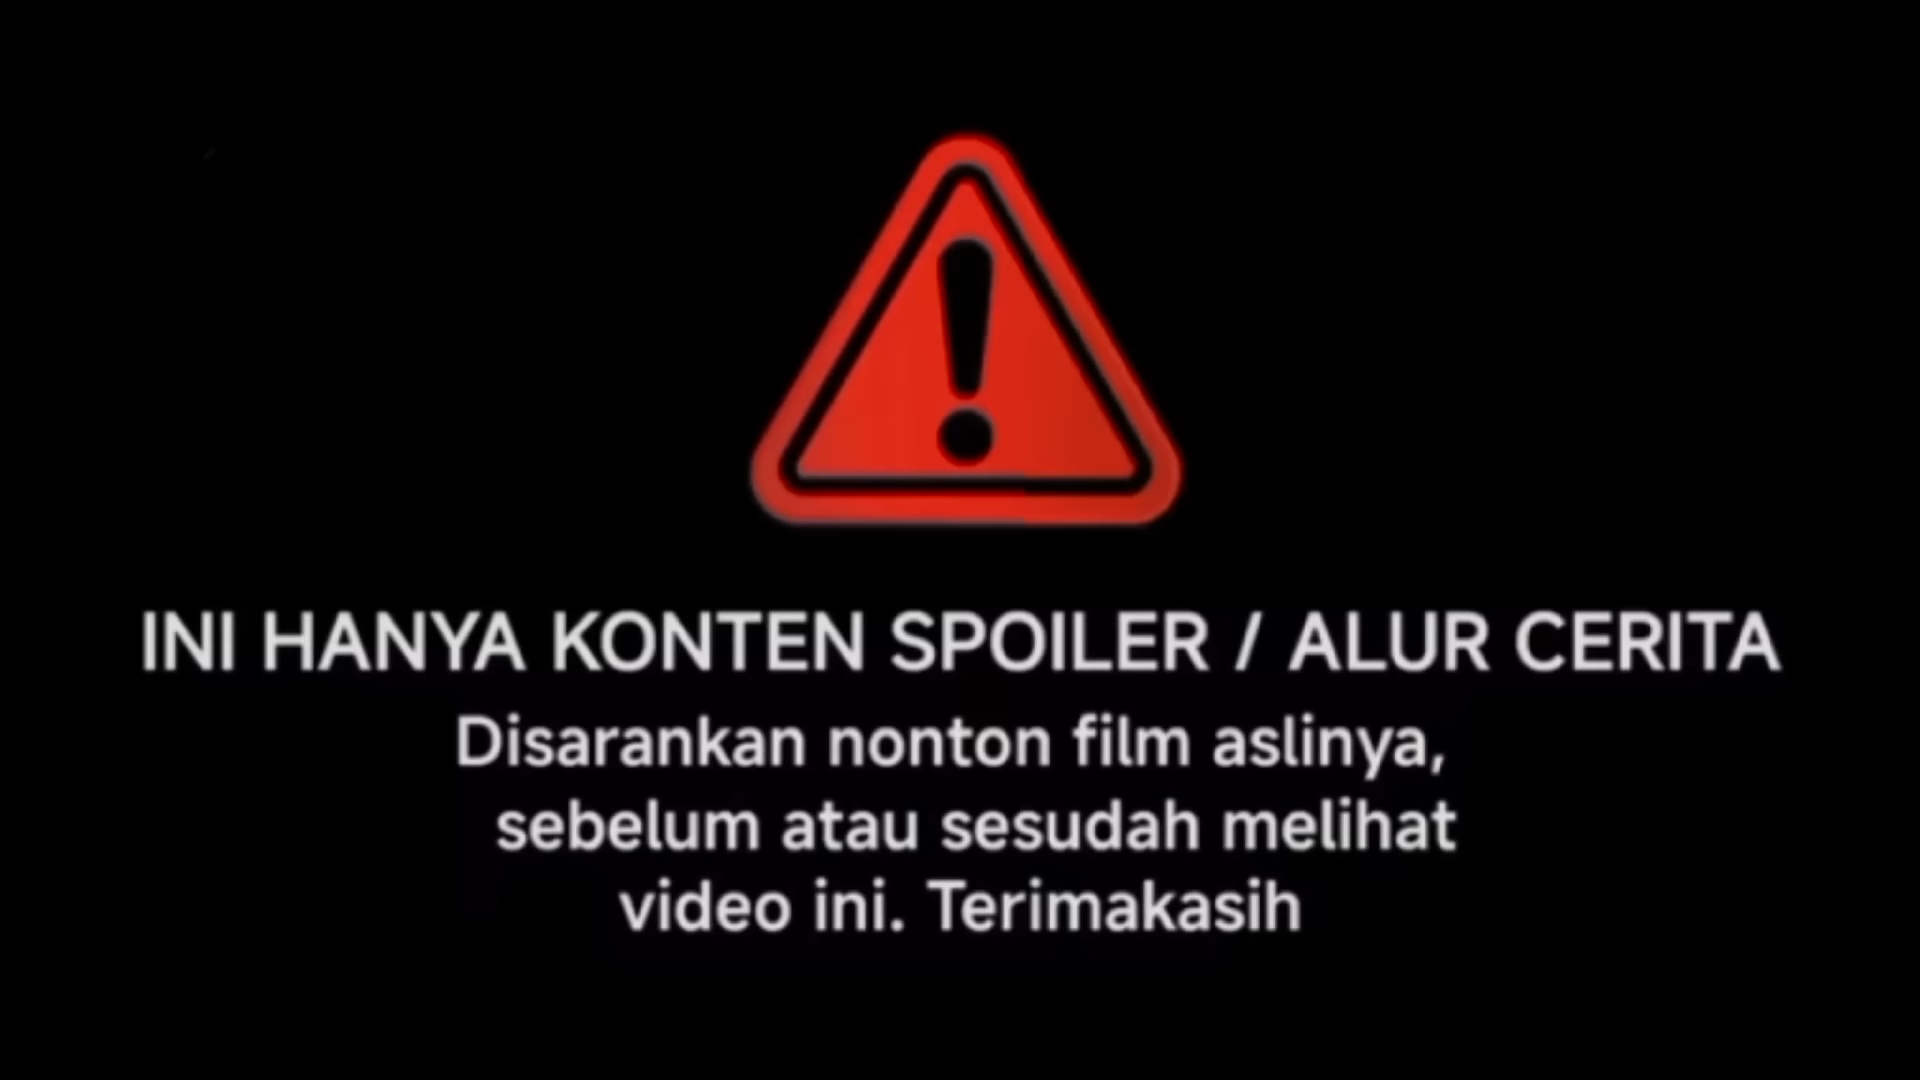 INI HANYA KONTEN SPOILER / ALUR CERITA
Disarankan nonton film aslinya,
sebelum atau sesudah melihat
video ini. Terimakasih